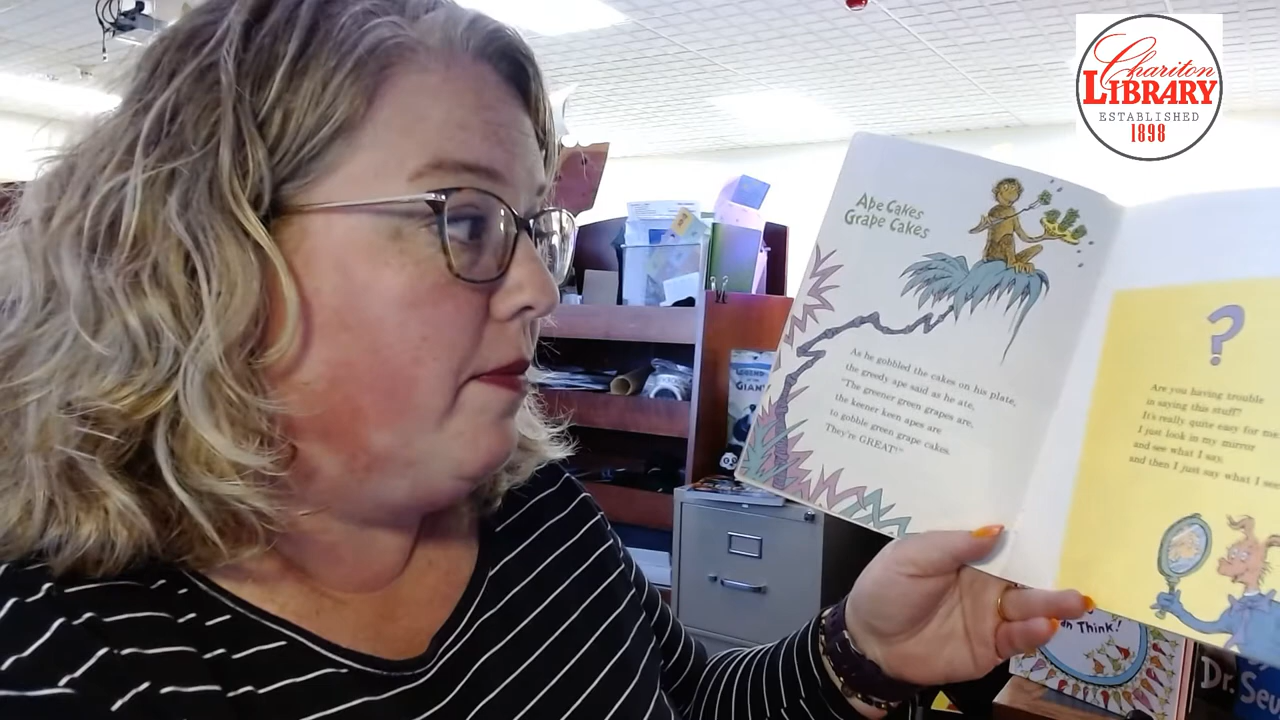 Chariton
LIBRARY
ESTABLISHED
1898
Ape Cakes
Grape Cakes
As he gobbled the cakes on his plate,
the greedy ape said as he ate,
"The greener green grapes are,
the keener keen apes are
to gobble green grape cakes.
They're GREAT!"
?
Are you having trouble
in saying this stuff?
It's really quite easy for me
I just look in my mirror
and see what I say,
and then I just say what I see
LEGEND
GIANT
Think!
Dr. Seu